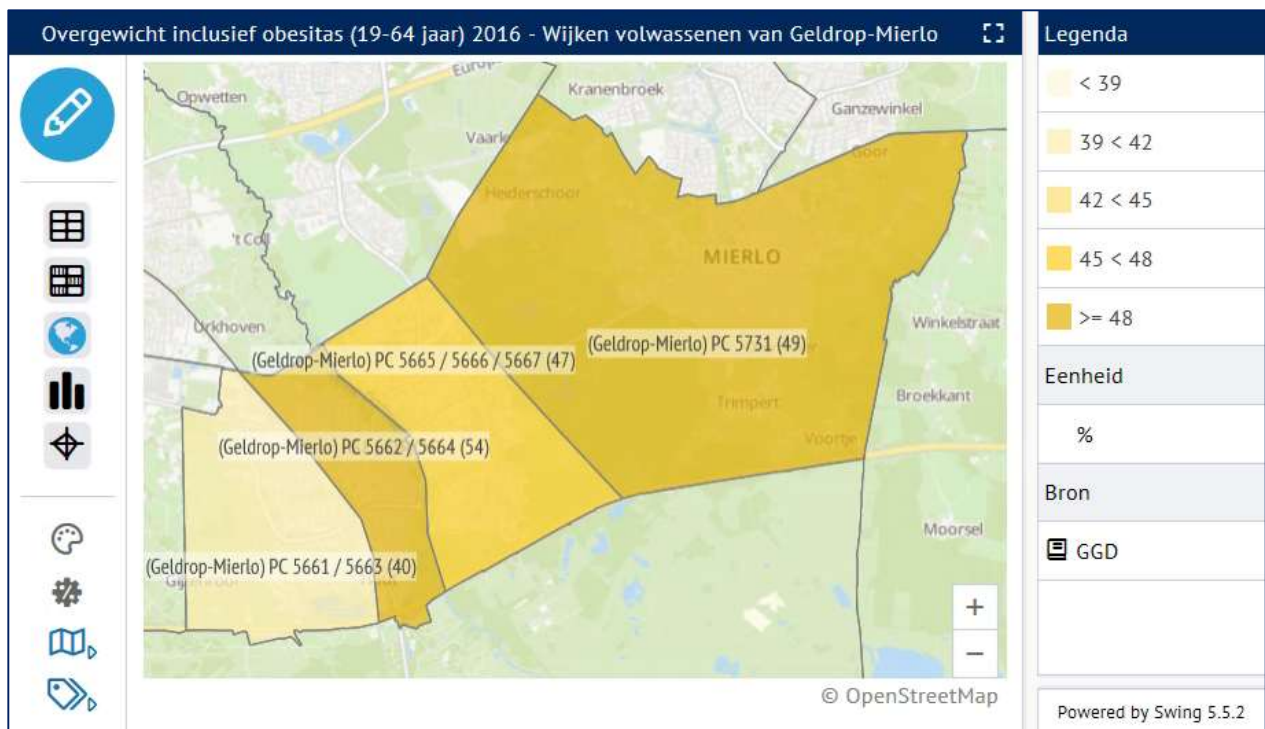 Overgewicht inclusief obesitas (19-64 jaar) 2016 - Wijken volwassenen van Geldrop-Mierlo
Opwetten
Kranenbroek
Ganzewinkel
Goor
Heiderschoor
't Coll
MIERLO
Urkhoven
Winkelstraat
(Geldrop-Mierlo) PC 5731 (49)
(Geldrop-Mierlo) PC 5665 / 5666 / 5667 (47)
Trimpert
Broekkant
Voortje
(Geldrop-Mierlo) PC 5662 / 5664 (54)
Moorsel
(Geldrop-Mierlo) PC 5661 / 5663 (40)
+
−
© OpenStreetMap
Legenda
< 39
39 < 42
42 < 45
45 < 48
>= 48
Eenheid
%
Bron
GGD
Powered by Swing 5.5.2